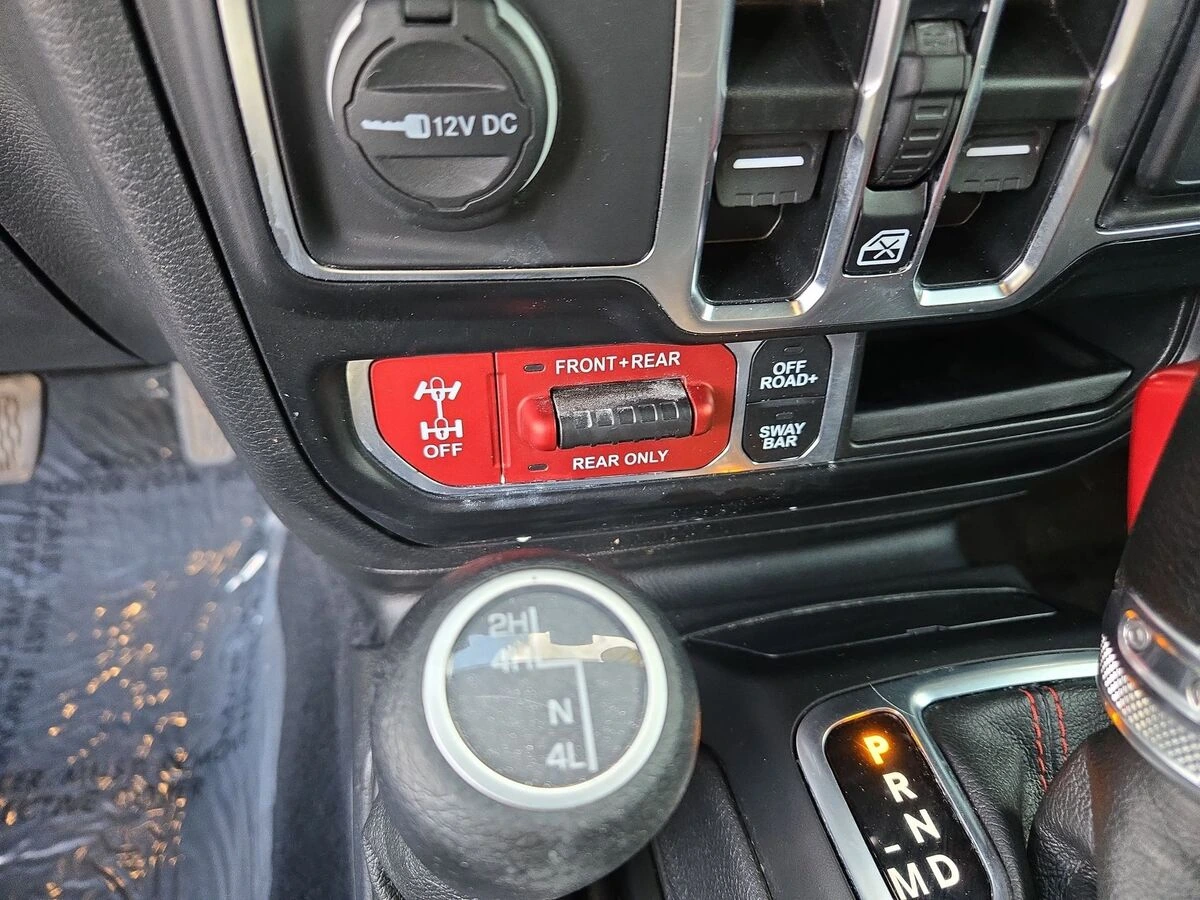 12V DC
FRONT+REAR
OFF
REAR ONLY
OFF
ROAD+
SWAY
BAR
2H
4H
N
4L
P
R
N
D
M